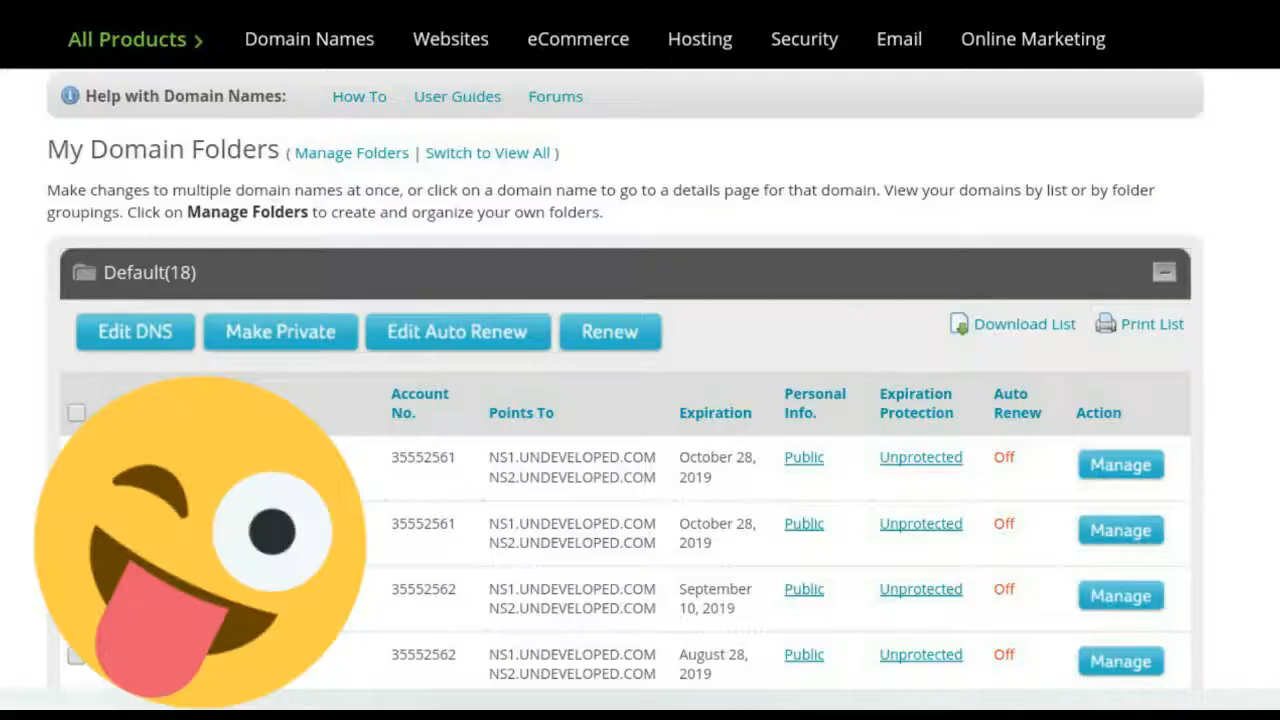 All Products > Domain Names Websites eCommerce Hosting Security Email Online Marketing
Help with Domain Names: How To User Guides Forums
My Domain Folders ( Manage Folders | Switch to View All )
Make changes to multiple domain names at once, or click on a domain name to go to a details page for that domain. View your domains by list or by folder
groupings. Click on Manage Folders to create and organize your own folders.
Default(18)
Edit DNS Make Private Edit Auto Renew Renew Download List Print List
Account Personal Expiration Auto
No. Points To Expiration Info. Protection Renew Action
35552561 NS1.UNDEVELOPED.COM October 28, Public Unprotected Off Manage
NS2.UNDEVELOPED.COM 2019
35552561 NS1.UNDEVELOPED.COM October 28, Public Unprotected Off Manage
NS2.UNDEVELOPED.COM 2019
35552562 NS1.UNDEVELOPED.COM September Public Unprotected Off Manage
NS2.UNDEVELOPED.COM 10, 2019
35552562 NS1.UNDEVELOPED.COM August 28, Public Unprotected Off Manage
NS2.UNDEVELOPED.COM 2019